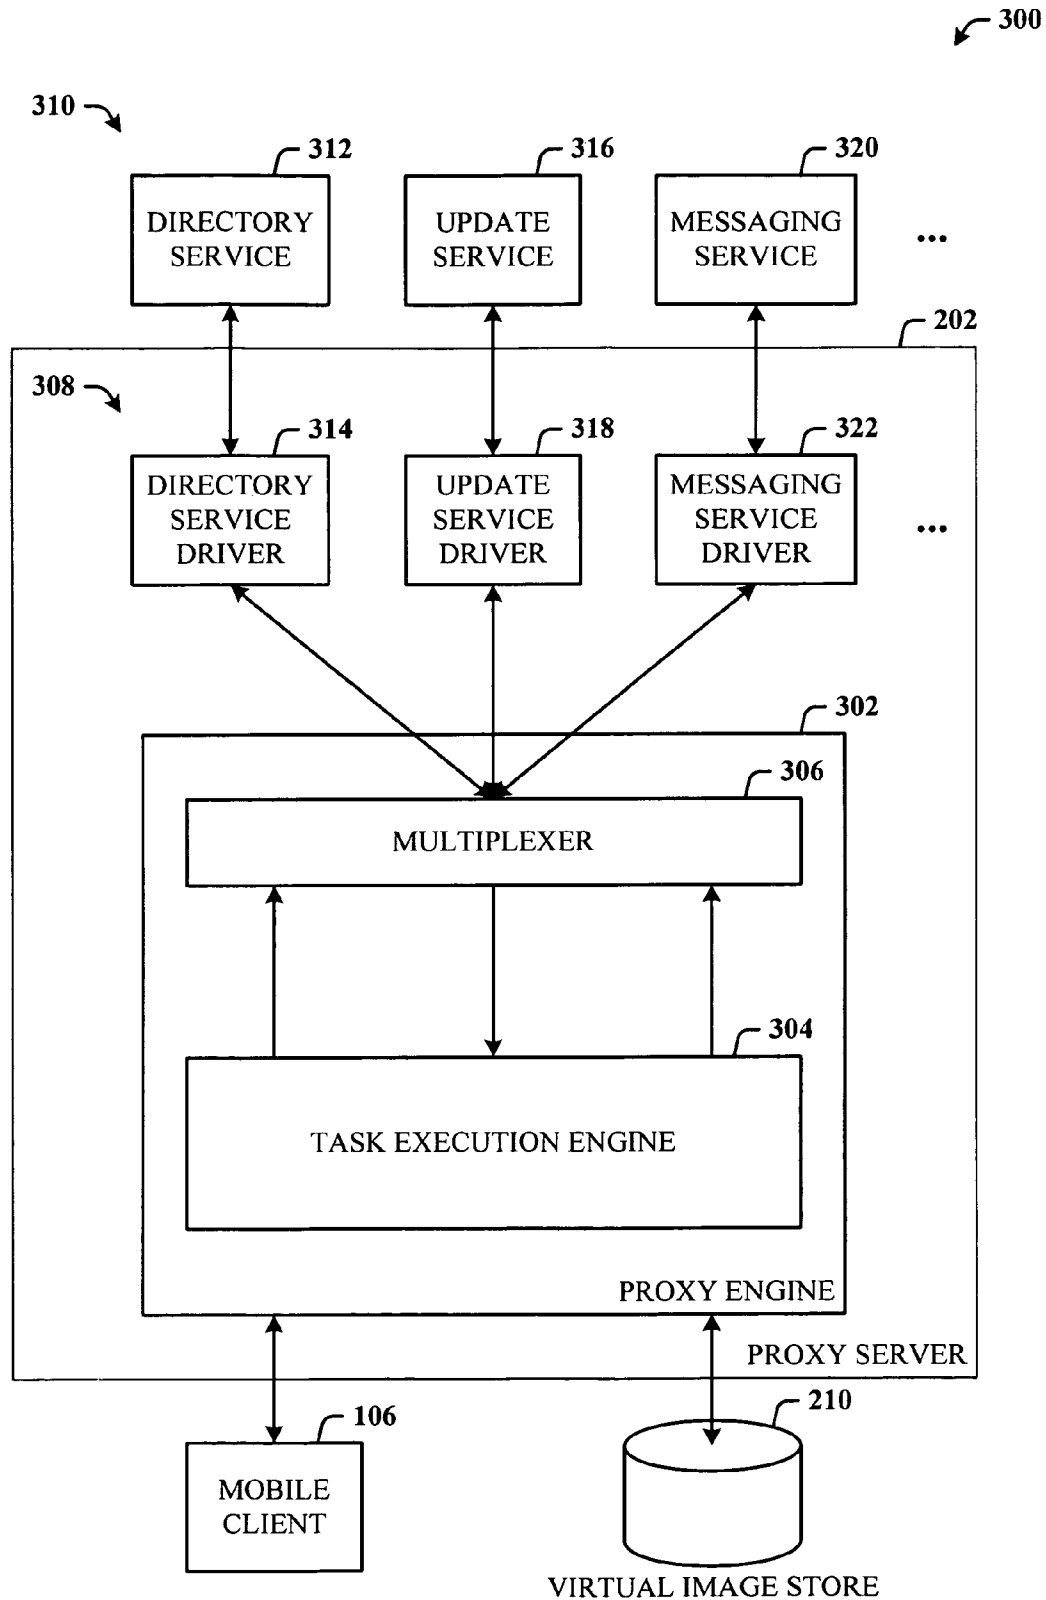 300
310
312
316
320
DIRECTORY
SERVICE
UPDATE
SERVICE
MESSAGING
SERVICE
...
202
308
314
318
322
DIRECTORY
SERVICE
DRIVER
UPDATE
SERVICE
DRIVER
MESSAGING
SERVICE
DRIVER
...
302
306
MULTIPLEXER
304
TASK EXECUTION ENGINE
PROXY ENGINE
PROXY SERVER
106
210
MOBILE
CLIENT
VIRTUAL IMAGE STORE